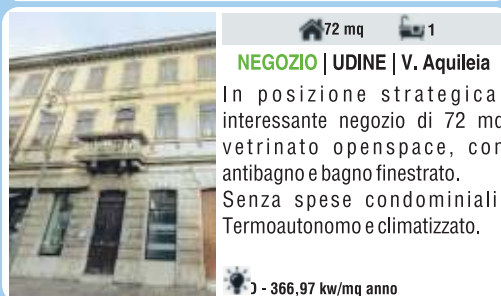 72 mq 1
NEGOZIO | UDINE | V. Aquileia
In posizione strategica
interessante negozio di 72 mq
vetrinato openspace, con
antibagno e bagno finestrato.
Senza spese condominiali
Termoautonomo e climatizzato.
- 366,97 kw/mq anno